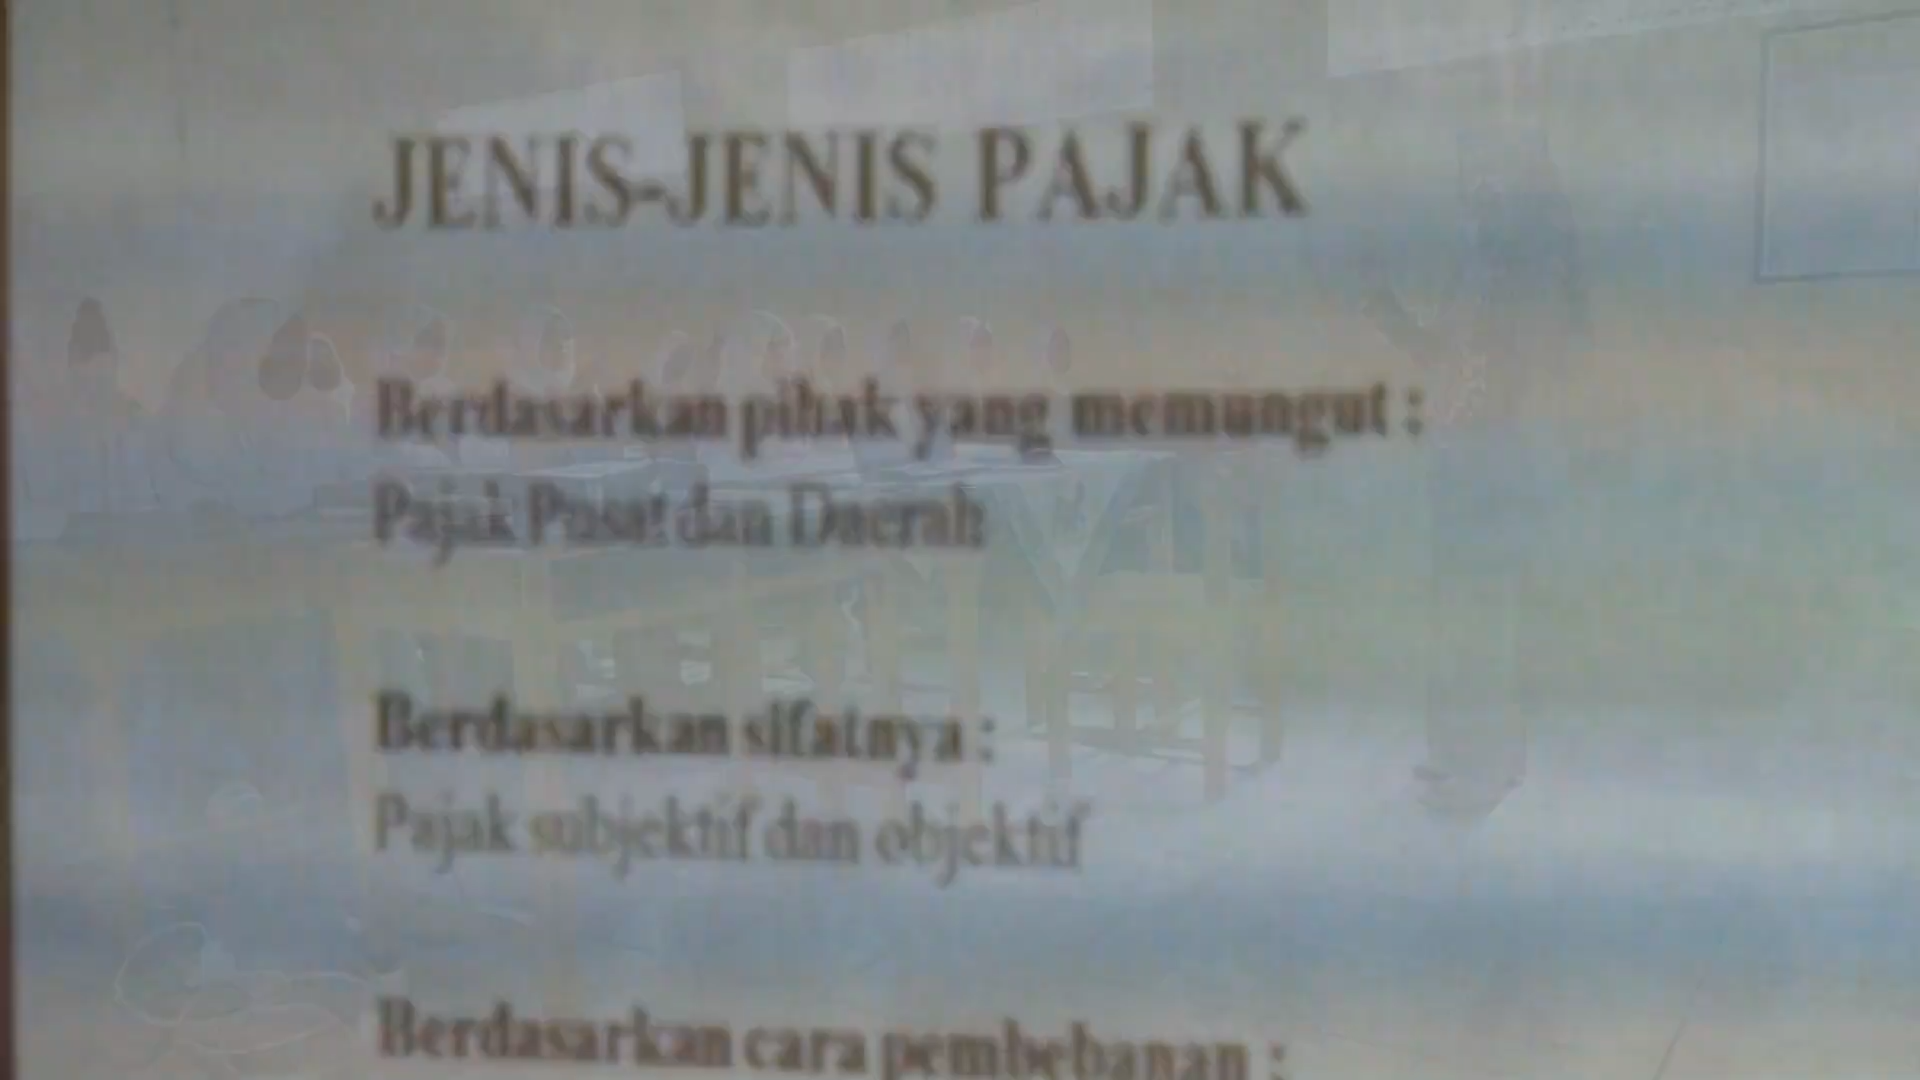 JENIS-JENIS PAJAK
Berdasarkan pihak yang memungut :
Pajak Pusat dan Daerah
Berdasarkan sifatnya :
Pajak subjektif dan objektif
Berdasarkan cara pembebanan :